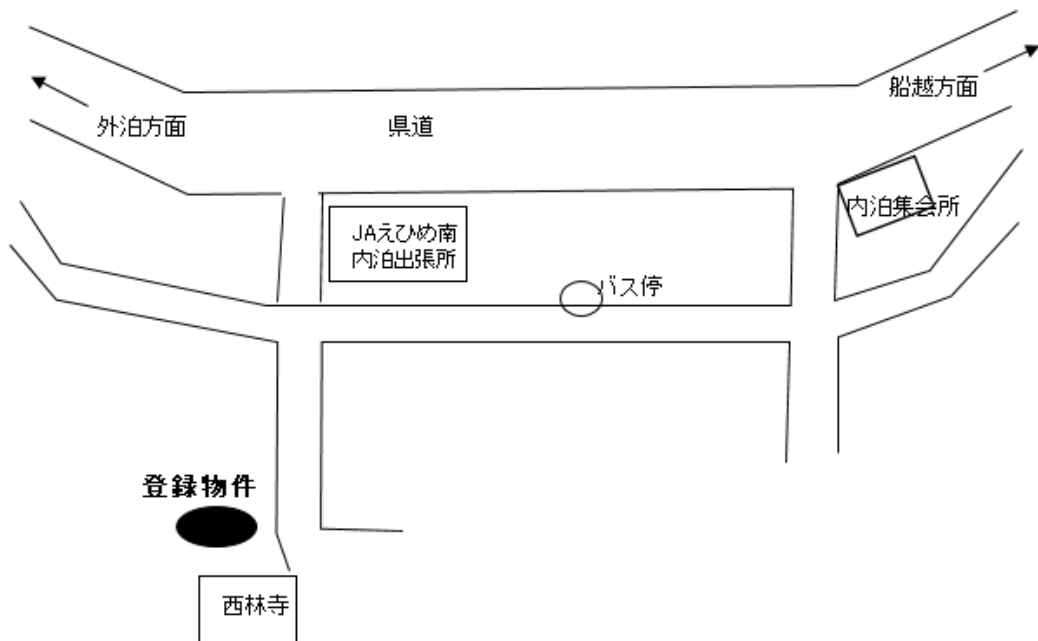 船越方面
外泊方面
県道
内泊集会所
JAえひめ南
内泊出張所
バス停
登録物件
西林寺